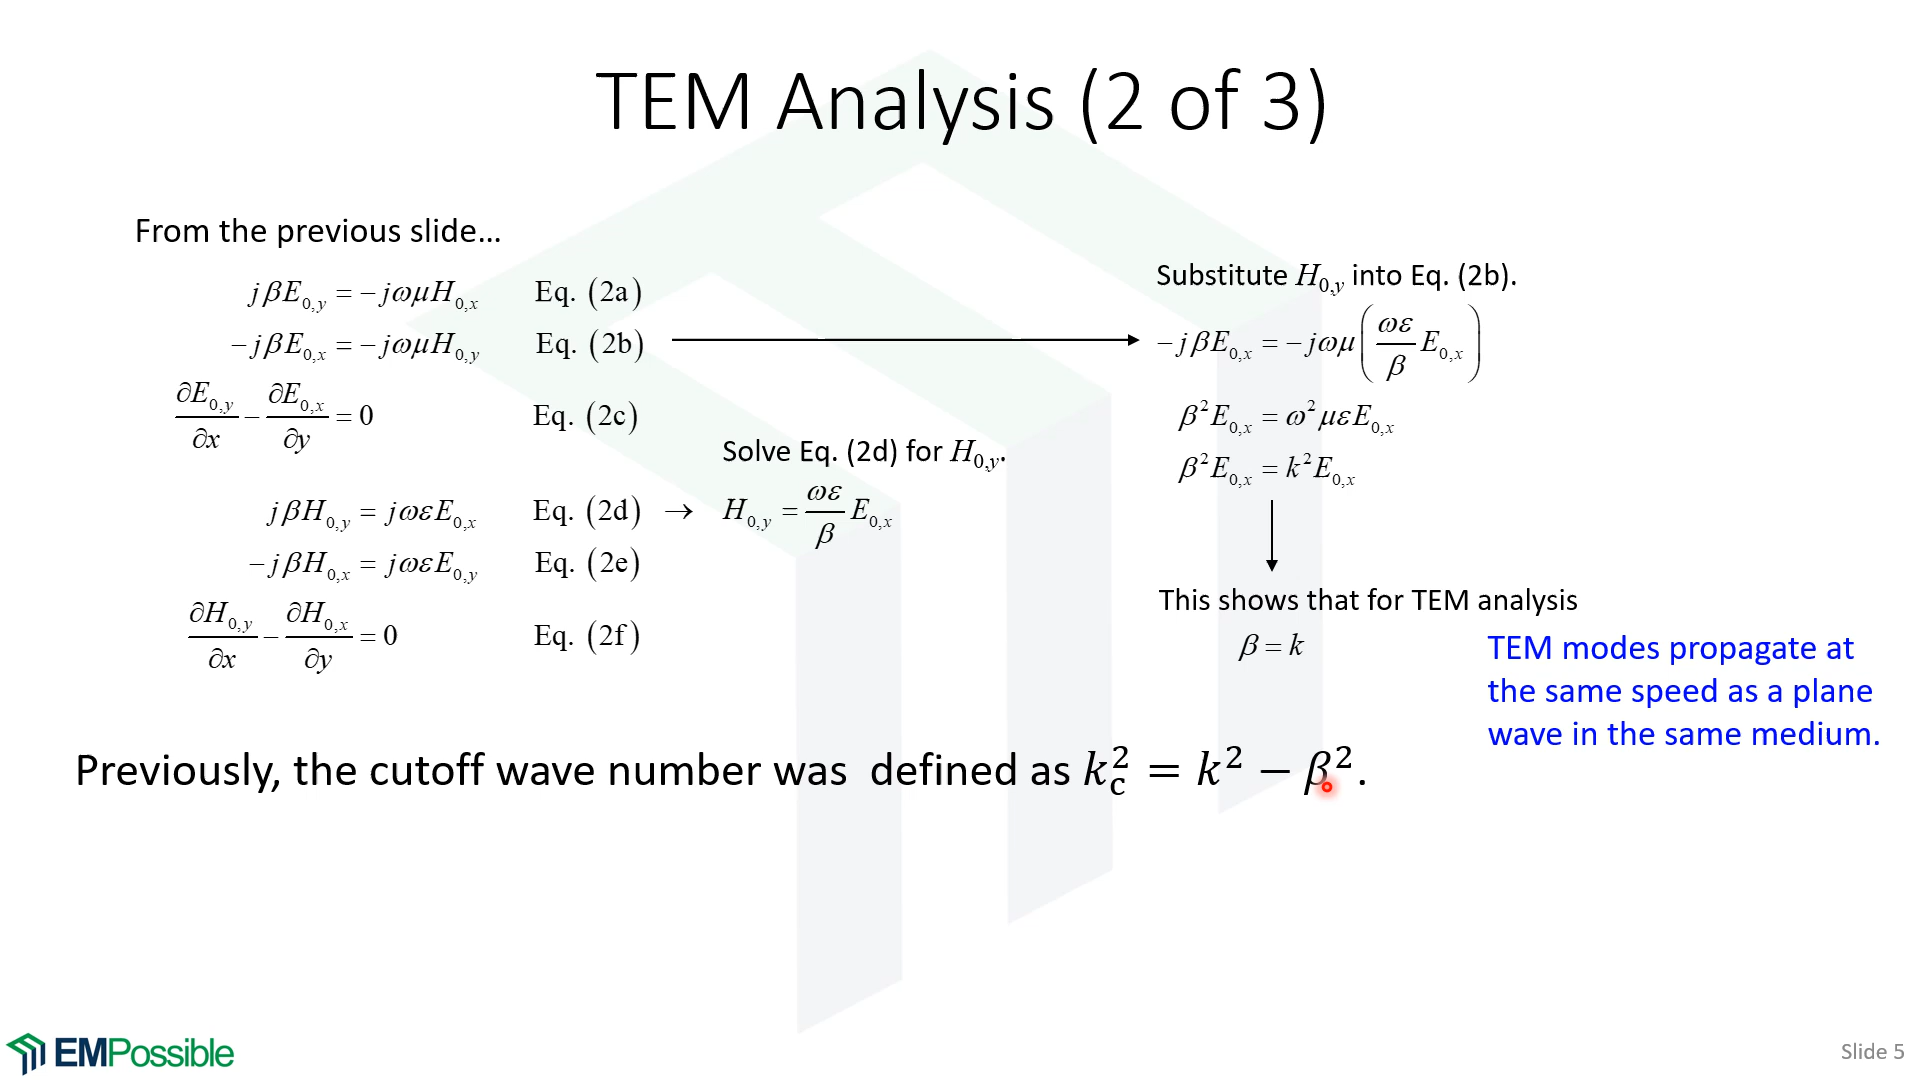 TEM Analysis (2 of 3)
From the previous slide…
jβE₀,y = −jωμH₀,x Eq. (2a)
−jβE₀,x = −jωμH₀,y Eq. (2b)
∂E₀,y/∂x − ∂E₀,x/∂y = 0 Eq. (2c)
jβH₀,y = jωεE₀,x Eq. (2d) →
−jβH₀,x = jωεE₀,y Eq. (2e)
∂H₀,y/∂x − ∂H₀,x/∂y = 0 Eq. (2f)
Solve Eq. (2d) for H₀,y.
H₀,y = ωε/β E₀,x
Substitute H₀,y into Eq. (2b).
−jβE₀,x = −jωμ(ωε/β E₀,x)
β²E₀,x = ω²μεE₀,x
β²E₀,x = k²E₀,x
This shows that for TEM analysis
β = k
TEM modes propagate at
the same speed as a plane
wave in the same medium.
Previously, the cutoff wave number was defined as k_c² = k² − β².
EMPossible
Slide 5